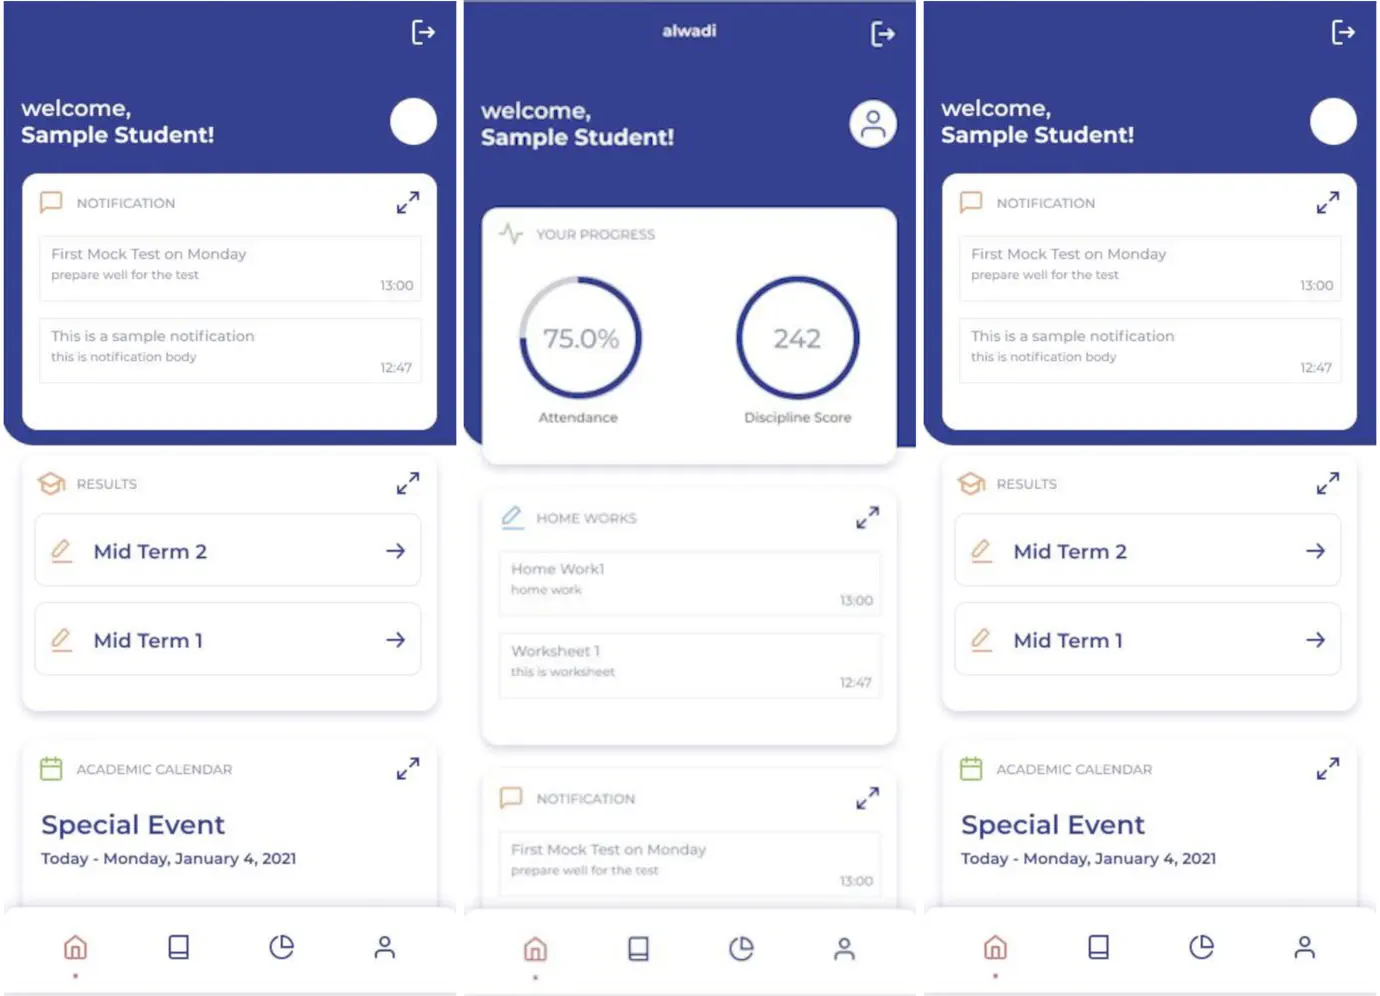 welcome,
Sample Student!
NOTIFICATION
First Mock Test on Monday
prepare well for the test
13:00
This is a sample notification
this is notification body
12:47
RESULTS
Mid Term 2
Mid Term 1
ACADEMIC CALENDAR
Special Event
Today - Monday, January 4, 2021
alwadi
welcome,
Sample Student!
YOUR PROGRESS
75.0%
242
Attendance
Discipline Score
HOME WORKS
Home Work1
home work
13:00
Worksheet 1
this is worksheet
12:47
NOTIFICATION
First Mock Test on Monday
prepare well for the test
13:00
welcome,
Sample Student!
NOTIFICATION
First Mock Test on Monday
prepare well for the test
13:00
This is a sample notification
this is notification body
12:47
RESULTS
Mid Term 2
Mid Term 1
ACADEMIC CALENDAR
Special Event
Today - Monday, January 4, 2021